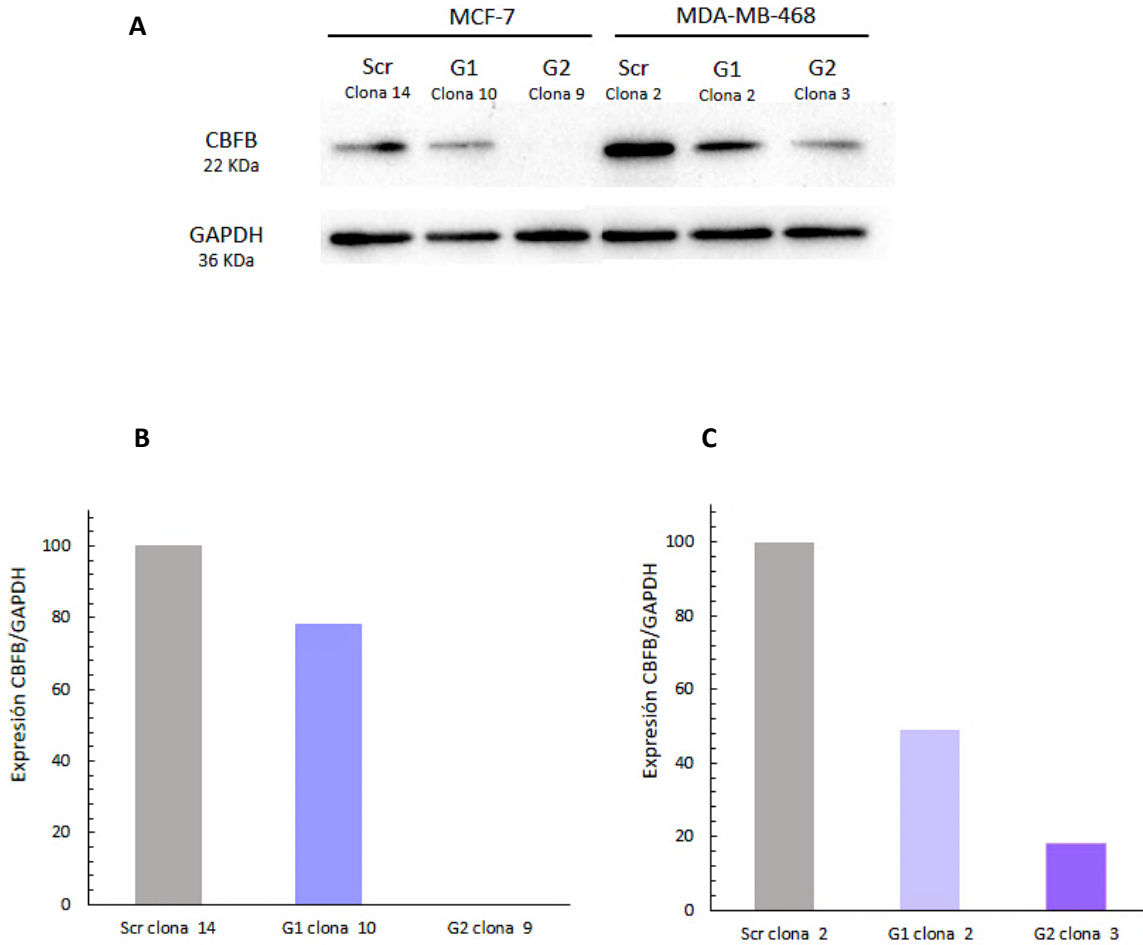 A
MCF-7 MDA-MB-468
Scr G1 G2 Scr G1 G2
Clona 14 Clona 10 Clona 9 Clona 2 Clona 2 Clona 3
CBFB
22 KDa
GAPDH
36 KDa
B
Expresión CBFB/GAPDH
100
80
60
40
20
0
Scr clona 14 G1 clona 10 G2 clona 9
C
Expresión CBFB/GAPDH
100
80
60
40
20
0
Scr clona 2 G1 clona 2 G2 clona 3